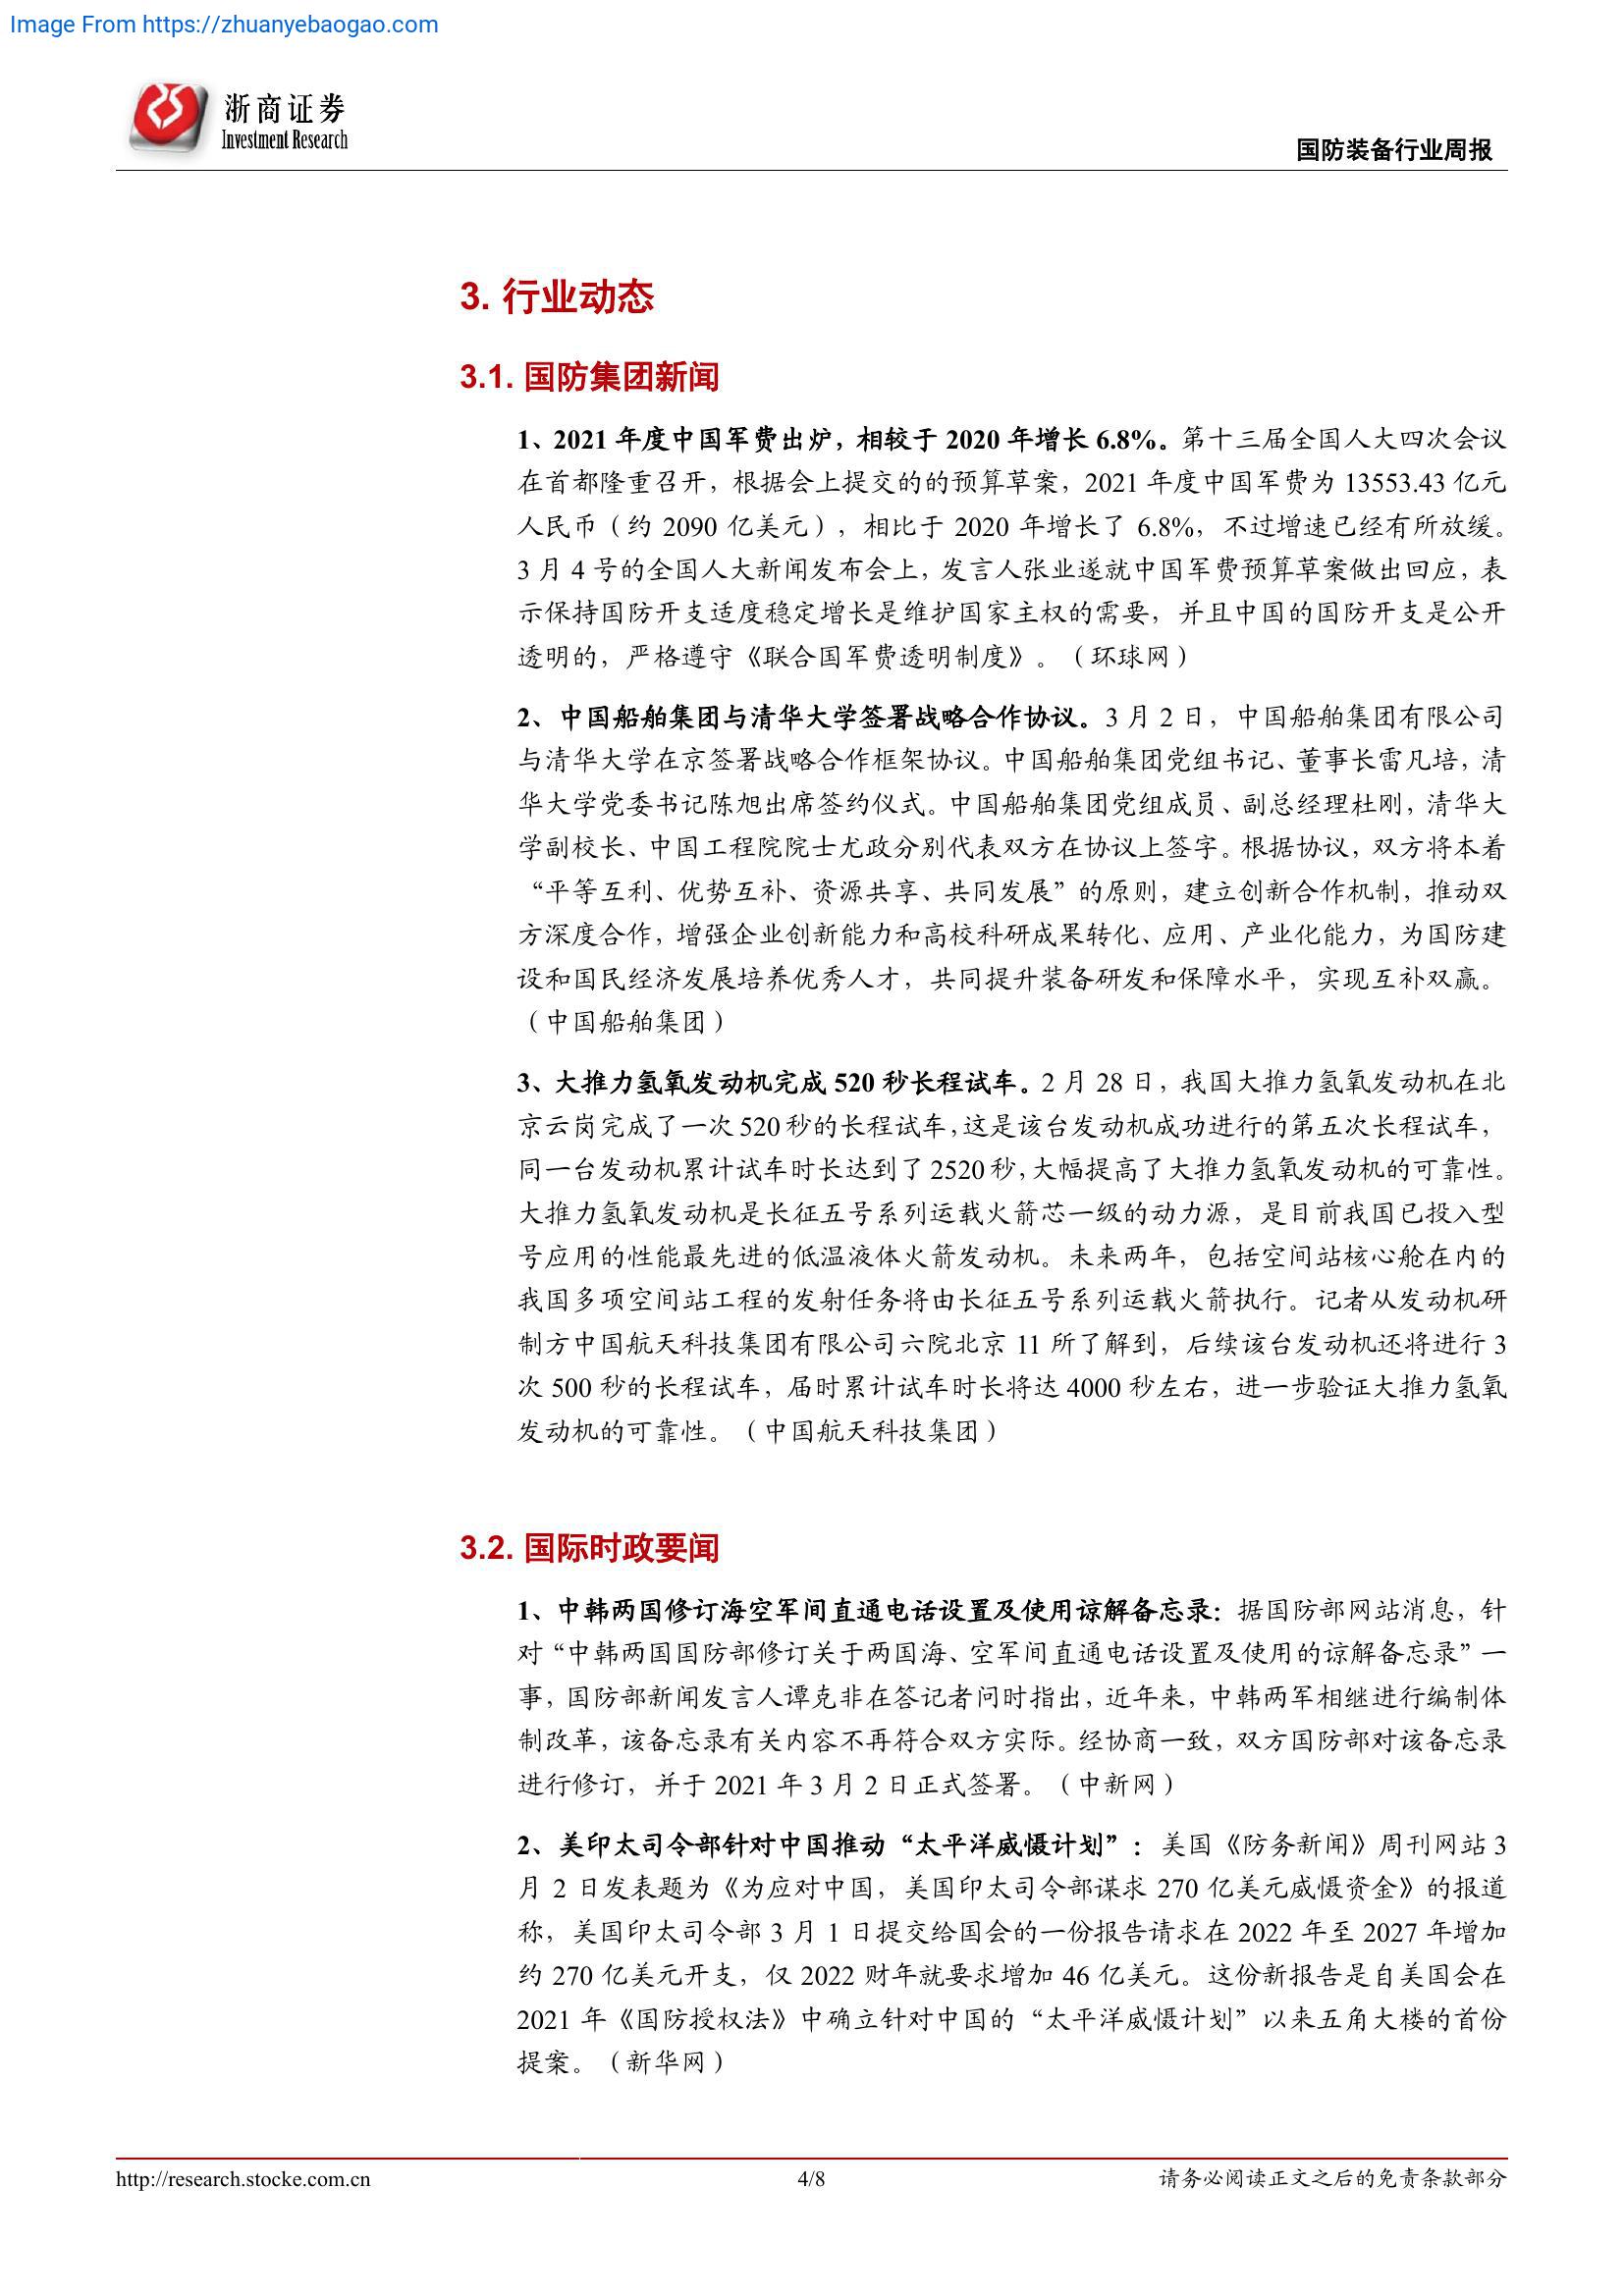 Image From https://zhuanyebaogao.com
浙商证券
Investment Research
国防装备行业周报
3. 行业动态
3.1. 国防集团新闻
1、2021 年度中国军费出炉，相较于 2020 年增长 6.8%。第十三届全国人大四次会议
在首都隆重召开，根据会上提交的的预算草案，2021 年度中国军费为 13553.43 亿元
人民币（约 2090 亿美元），相比于 2020 年增长了 6.8%，不过增速已经有所放缓。
3 月 4 号的全国人大新闻发布会上，发言人张业遂就中国军费预算草案做出回应，表
示保持国防开支适度稳定增长是维护国家主权的需要，并且中国的国防开支是公开
透明的，严格遵守《联合国军费透明制度》。（环球网）
2、中国船舶集团与清华大学签署战略合作协议。3 月 2 日，中国船舶集团有限公司
与清华大学在京签署战略合作框架协议。中国船舶集团党组书记、董事长雷凡培，清
华大学党委书记陈旭出席签约仪式。中国船舶集团党组成员、副总经理杜刚，清华大
学副校长、中国工程院院士尤政分别代表双方在协议上签字。根据协议，双方将本着
“平等互利、优势互补、资源共享、共同发展”的原则，建立创新合作机制，推动双
方深度合作，增强企业创新能力和高校科研成果转化、应用、产业化能力，为国防建
设和国民经济发展培养优秀人才，共同提升装备研发和保障水平，实现互补双赢。
（中国船舶集团）
3、大推力氢氧发动机完成 520 秒长程试车。2 月 28 日，我国大推力氢氧发动机在北
京云岗完成了一次 520 秒的长程试车，这是该台发动机成功进行的第五次长程试车，
同一台发动机累计试车时长达到了 2520 秒，大幅提高了大推力氢氧发动机的可靠性。
大推力氢氧发动机是长征五号系列运载火箭芯一级的动力源，是目前我国已投入型
号应用的性能最先进的低温液体火箭发动机。未来两年，包括空间站核心舱在内的
我国多项空间站工程的发射任务将由长征五号系列运载火箭执行。记者从发动机研
制方中国航天科技集团有限公司六院北京 11 所了解到，后续该台发动机还将进行 3
次 500 秒的长程试车，届时累计试车时长将达 4000 秒左右，进一步验证大推力氢氧
发动机的可靠性。（中国航天科技集团）
3.2. 国际时政要闻
1、中韩两国修订海空军间直通电话设置及使用谅解备忘录：据国防部网站消息，针
对“中韩两国国防部修订关于两国海、空军间直通电话设置及使用的谅解备忘录”一
事，国防部新闻发言人谭克非在答记者问时指出，近年来，中韩两军相继进行编制体
制改革，该备忘录有关内容不再符合双方实际。经协商一致，双方国防部对该备忘录
进行修订，并于 2021 年 3 月 2 日正式签署。（中新网）
2、美印太司令部针对中国推动“太平洋威慑计划”：美国《防务新闻》周刊网站 3
月 2 日发表题为《为应对中国，美国印太司令部谋求 270 亿美元威慑资金》的报道
称，美国印太司令部 3 月 1 日提交给国会的一份报告请求在 2022 年至 2027 年增加
约 270 亿美元开支，仅 2022 财年就要求增加 46 亿美元。这份新报告是自美国会在
2021 年《国防授权法》中确立针对中国的“太平洋威慑计划”以来五角大楼的首份
提案。（新华网）
http://research.stocke.com.cn
4/8
请务必阅读正文之后的免责条款部分